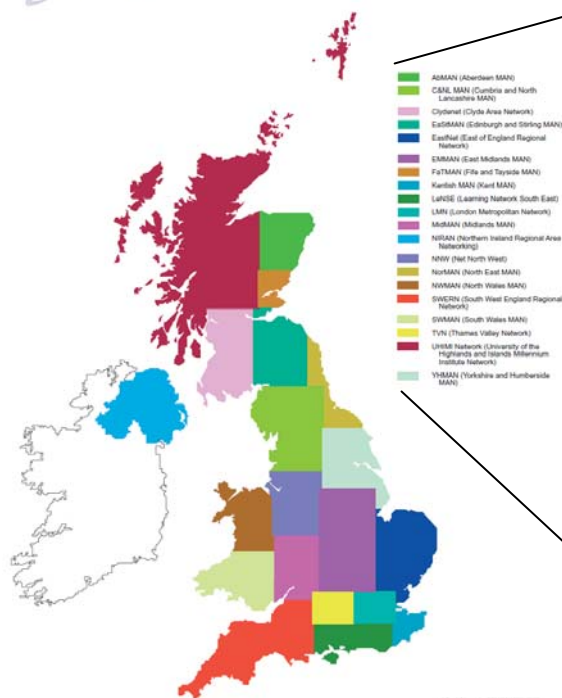 AbMAN (Aberdeen MAN)
C&NL MAN (Cumbria and North
Lancashire MAN)
Clydenet (Clyde Area Network)
EaStMAN (Edinburgh and Stirling MAN)
EastNet (East of England Regional
Network)
EMMAN (East Midlands MAN)
FaTMAN (Fife and Tayside MAN)
Kentish MAN (Kent MAN)
LeNSE (Learning Network South East)
LMN (London Metropolitan Network)
MidMAN (Midlands MAN)
NIRAN (Northern Ireland Regional Area
Networking)
NNW (Net North West)
NorMAN (North East MAN)
NWMAN (North Wales MAN)
SWERN (South West England Regional
Network)
SWMAN (South Wales MAN)
TVN (Thames Valley Network)
UHIMI Network (University of the
Highlands and Islands Millennium
Institute Network)
YHMAN (Yorkshire and Humberside
MAN)